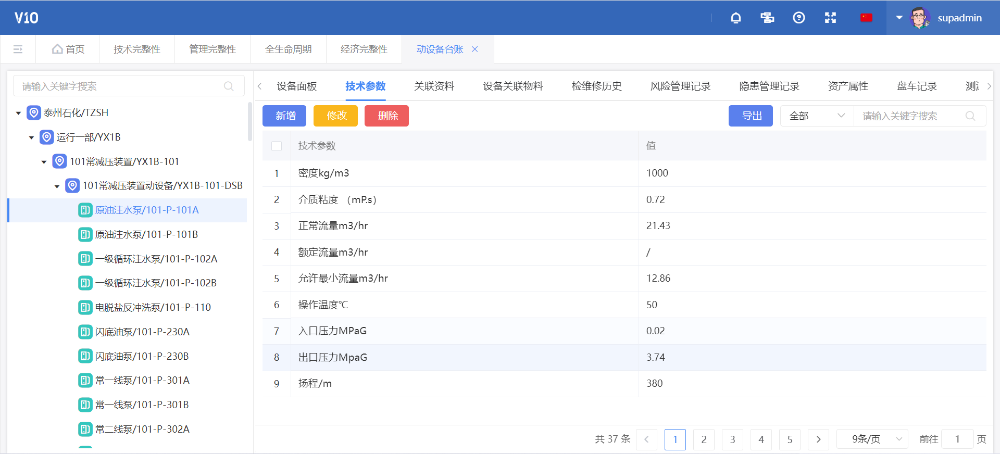 V10
supadmin
首页
技术完整性
管理完整性
全生命周期
经济完整性
动设备台账
请输入关键字搜索
泰州石化/TZSH
运行一部/YX1B
101常减压装置/YX1B-101
101常减压装置动设备/YX1B-101-DSB
原油注水泵/101-P-101A
原油注水泵/101-P-101B
一级循环注水泵/101-P-102A
一级循环注水泵/101-P-102B
电脱盐反冲洗泵/101-P-110
闪底油泵/101-P-230A
闪底油泵/101-P-230B
常一线泵/101-P-301A
常一线泵/101-P-301B
常二线泵/101-P-302A
设备面板
技术参数
关联资料
设备关联物料
检维修历史
风险管理记录
隐患管理记录
资产属性
盘车记录
新增
修改
删除
导出
全部
请输入关键字搜索
技术参数 值
1 密度kg/m3 1000
2 介质粘度 （mP.s） 0.72
3 正常流量m3/hr 21.43
4 额定流量m3/hr /
5 允许最小流量m3/hr 12.86
6 操作温度℃ 50
7 入口压力MPaG 0.02
8 出口压力MpaG 3.74
9 扬程/m 380
共 37 条 1 2 3 4 5 9条/页 前往 1 页